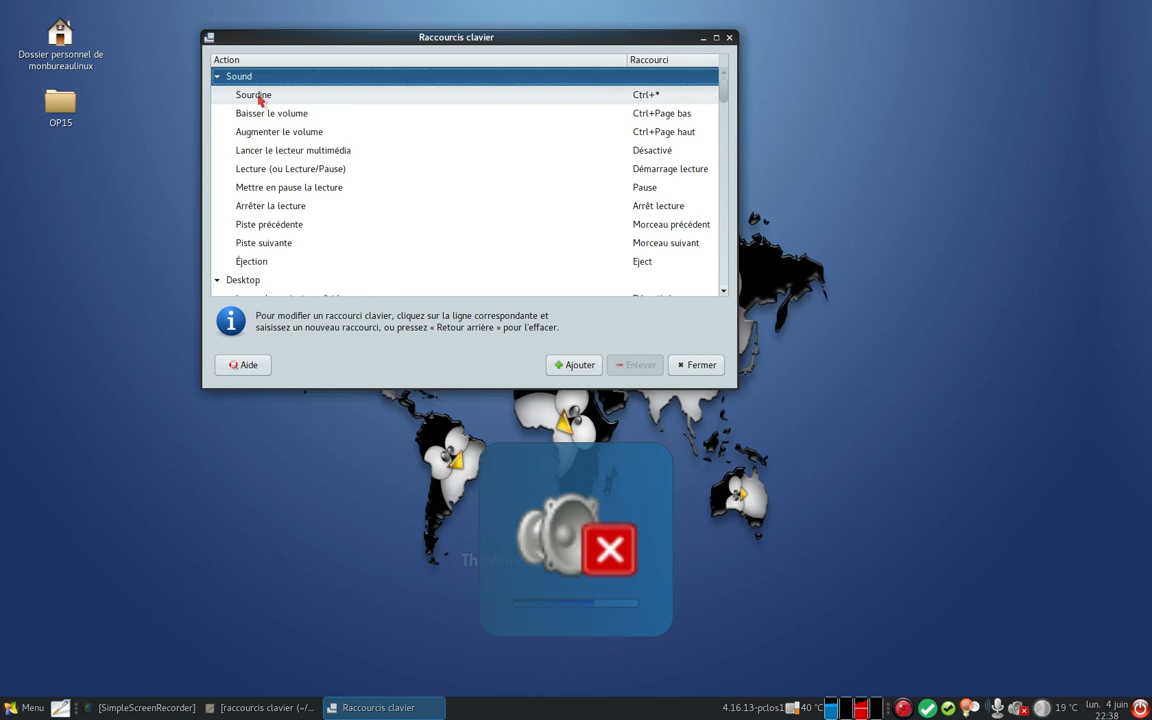 Dossier personnel de
monbureaulinux
OP15
Raccourcis clavier
Action Raccourci
Sound
Sourdine Ctrl+*
Baisser le volume Ctrl+Page bas
Augmenter le volume Ctrl+Page haut
Lancer le lecteur multimédia Désactivé
Lecture (ou Lecture/Pause) Démarrage lecture
Mettre en pause la lecture Pause
Arrêter la lecture Arrêt lecture
Piste précédente Morceau précédent
Piste suivante Morceau suivant
Éjection Eject
Desktop
Pour modifier un raccourci clavier, cliquez sur la ligne correspondante et
saisissez un nouveau raccourci, ou pressez « Retour arrière » pour l'effacer.
Aide Ajouter Enlever Fermer
The
Menu [SimpleScreenRecorder] [raccourcis clavier (~/... Raccourcis clavier 4.16.13-pclos1 40 °C 19 °C lun. 4 juin
22:38